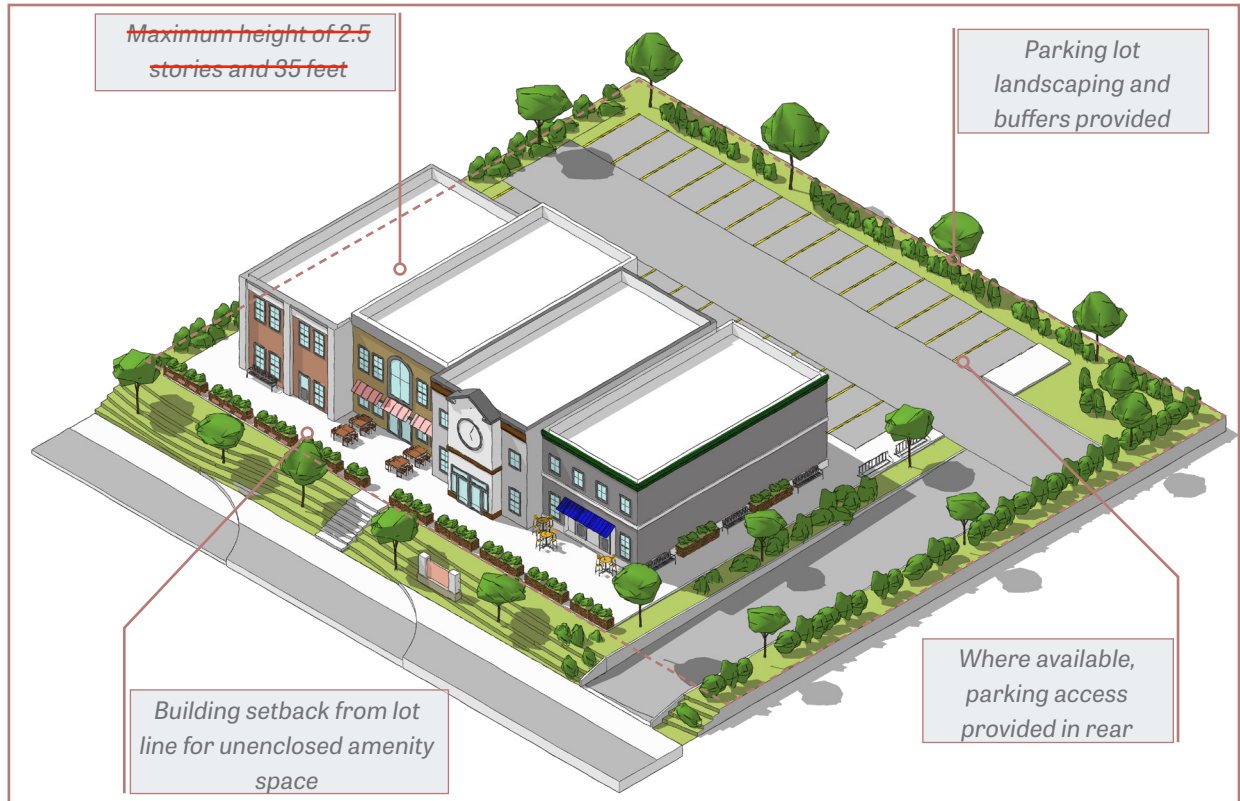 Maximum height of 2.5
stories and 35 feet
Parking lot
landscaping and
buffers provided
Building setback from lot
line for unenclosed amenity
space
Where available,
parking access
provided in rear